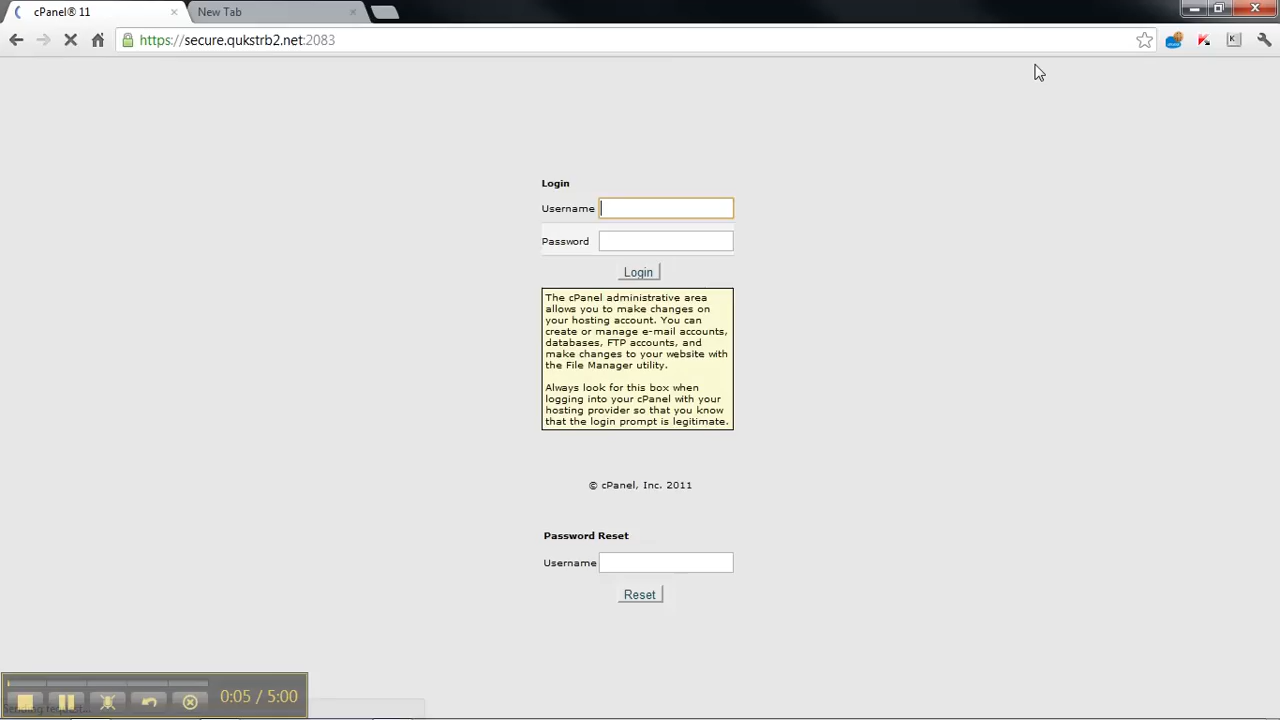 cPanel® 11
New Tab
https://secure.qukstrb2.net:2083
Login
Username
Password
Login
The cPanel administrative area
allows you to make changes on
your hosting account. You can
create or manage e-mail accounts,
databases, FTP accounts, and
make changes to your website with
the File Manager utility.
Always look for this box when
logging into your cPanel with your
hosting provider so that you know
that the login prompt is legitimate.
© cPanel, Inc. 2011
Password Reset
Username
Reset
0:05 / 5:00
Sending request...